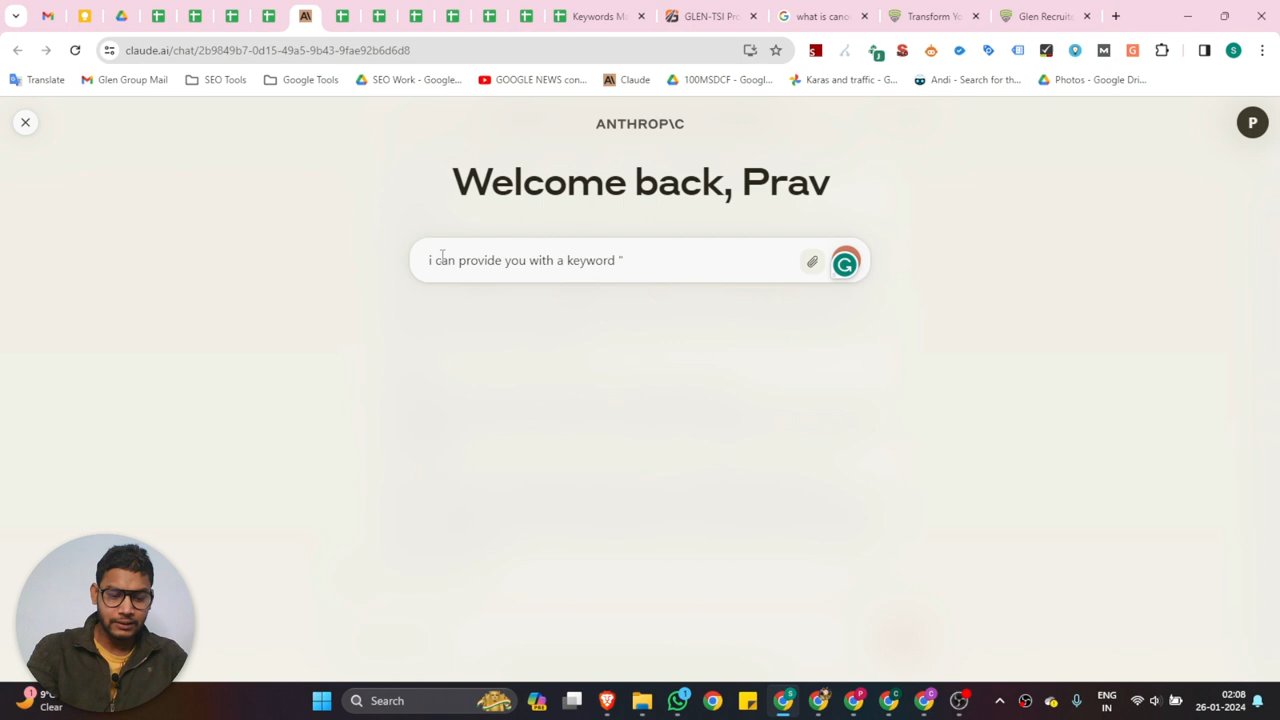 Keywords M
GLEN-TSI Pro
what is cano
Transform Yo
Glen Recruite
claude.ai/chat/2b9849b7-0d15-49a5-9b43-9fae92b6d6d8
Translate
Glen Group Mail
SEO Tools
Google Tools
SEO Work – Google...
GOOGLE NEWS con...
Claude
100MSDCF – Googl...
Karas and traffic – G...
Andi - Search for th...
Photos – Google Dri...
ANTHROP\C
P
Welcome back, Prav
i can provide you with a keyword "
1
9°C
Clear
Search
ENG
IN
02:08
26-01-2024